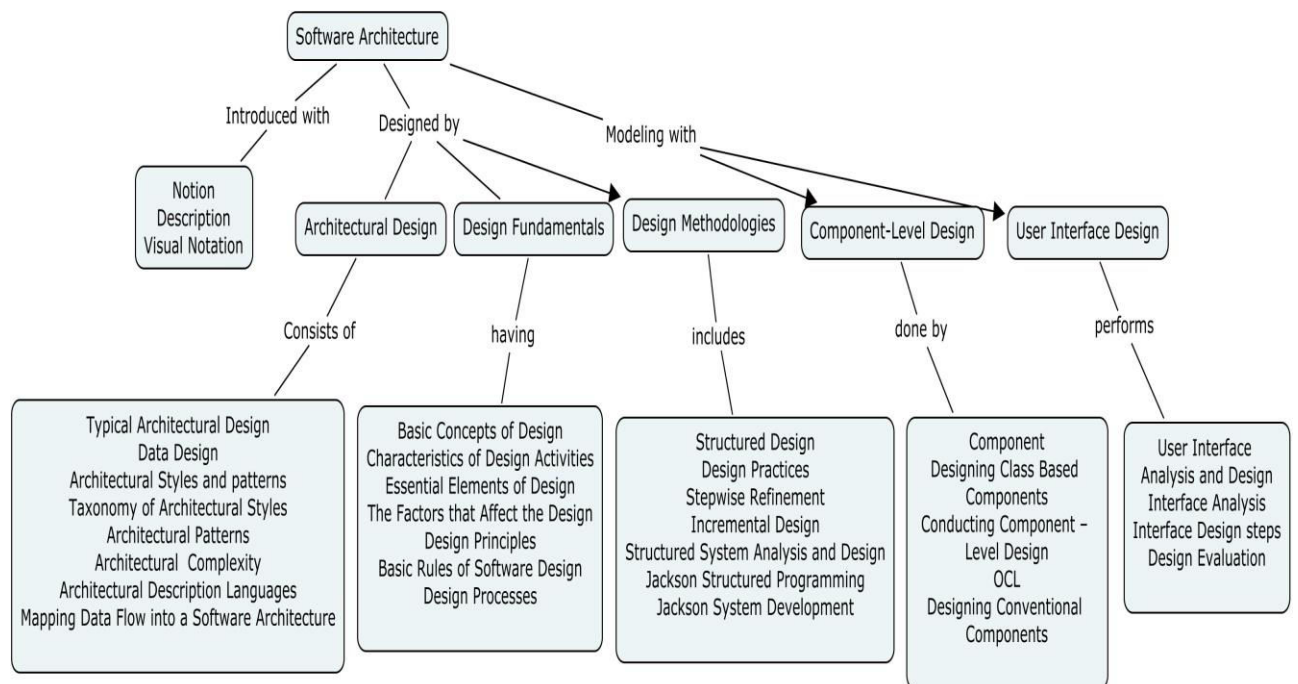 Software Architecture
Introduced with
Designed by
Modeling with
Notion
Description
Visual Notation
Architectural Design
Design Fundamentals
Design Methodologies
Component-Level Design
User Interface Design
Consists of
having
includes
done by
performs
Typical Architectural Design
Data Design
Architectural Styles and patterns
Taxonomy of Architectural Styles
Architectural Patterns
Architectural Complexity
Architectural Description Languages
Mapping Data Flow into a Software Architecture
Basic Concepts of Design
Characteristics of Design Activities
Essential Elements of Design
The Factors that Affect the Design
Design Principles
Basic Rules of Software Design
Design Processes
Structured Design
Design Practices
Stepwise Refinement
Incremental Design
Structured System Analysis and Design
Jackson Structured Programming
Jackson System Development
Component
Designing Class Based
Components
Conducting Component –
Level Design
OCL
Designing Conventional
Components
User Interface
Analysis and Design
Interface Analysis
Interface Design steps
Design Evaluation